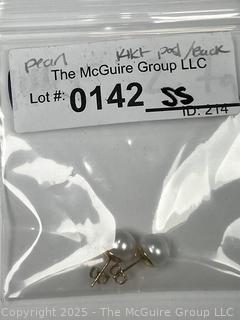 pearl 14kt post/back
The McGuire Group LLC
Lot #: 0142 SS
ID: 214
Copyright 2025 - The McGuire Group LLC